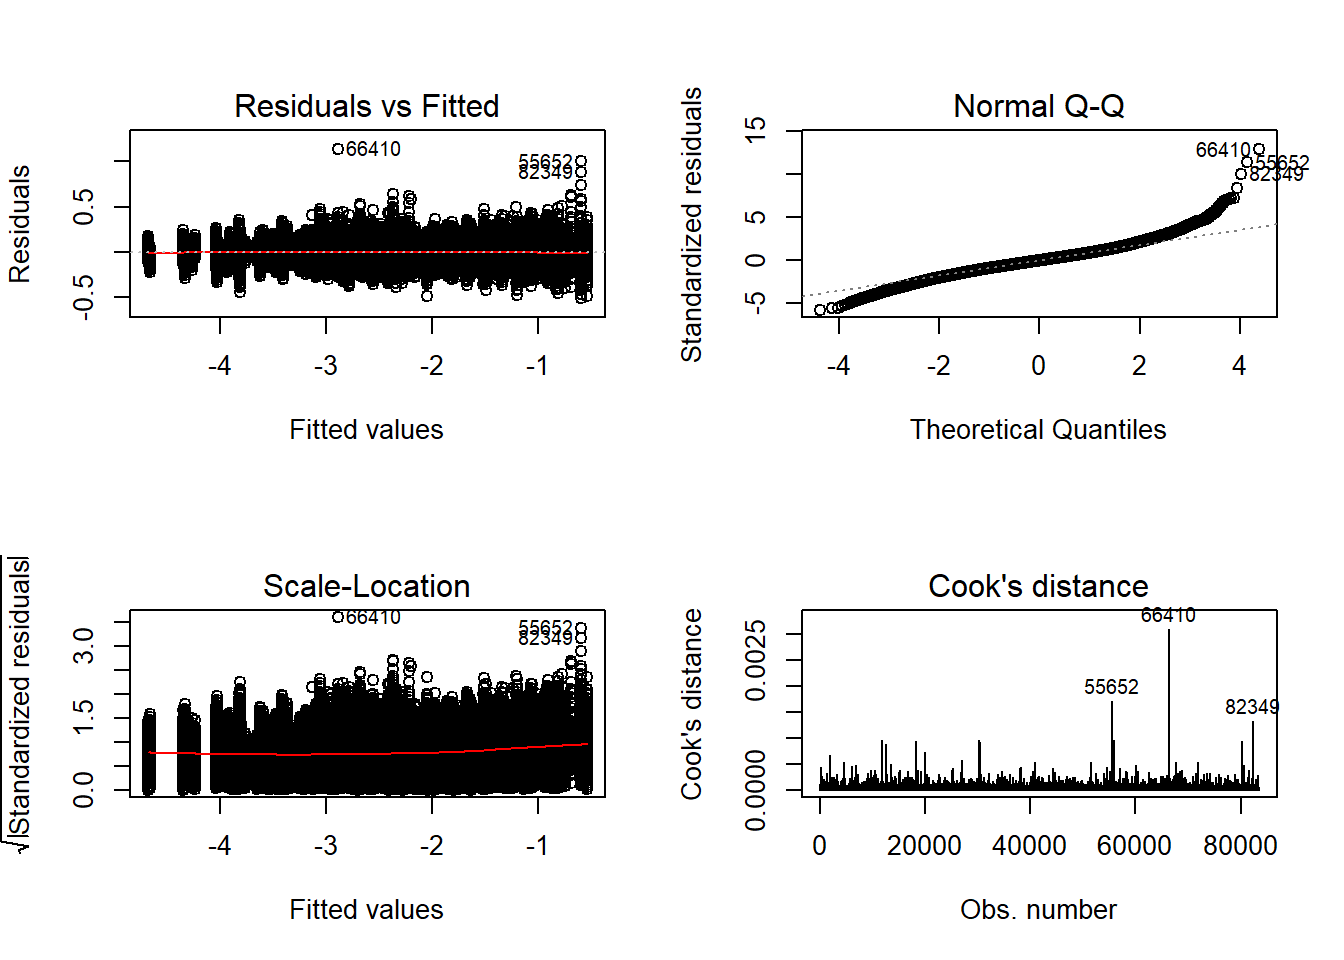 Residuals vs Fitted
Residuals
-0.5 0.5
66410
55652
82349
-4 -3 -2 -1
Fitted values
Normal Q-Q
Standardized residuals
-5 0 5 15
66410
55652
82349
-4 -2 0 2 4
Theoretical Quantiles
Scale-Location
√|Standardized residuals|
0.0 1.5 3.0
66410
55652
82349
-4 -3 -2 -1
Fitted values
Cook's distance
Cook's distance
0.0000 0.0025
66410
55652
82349
0 20000 40000 60000 80000
Obs. number